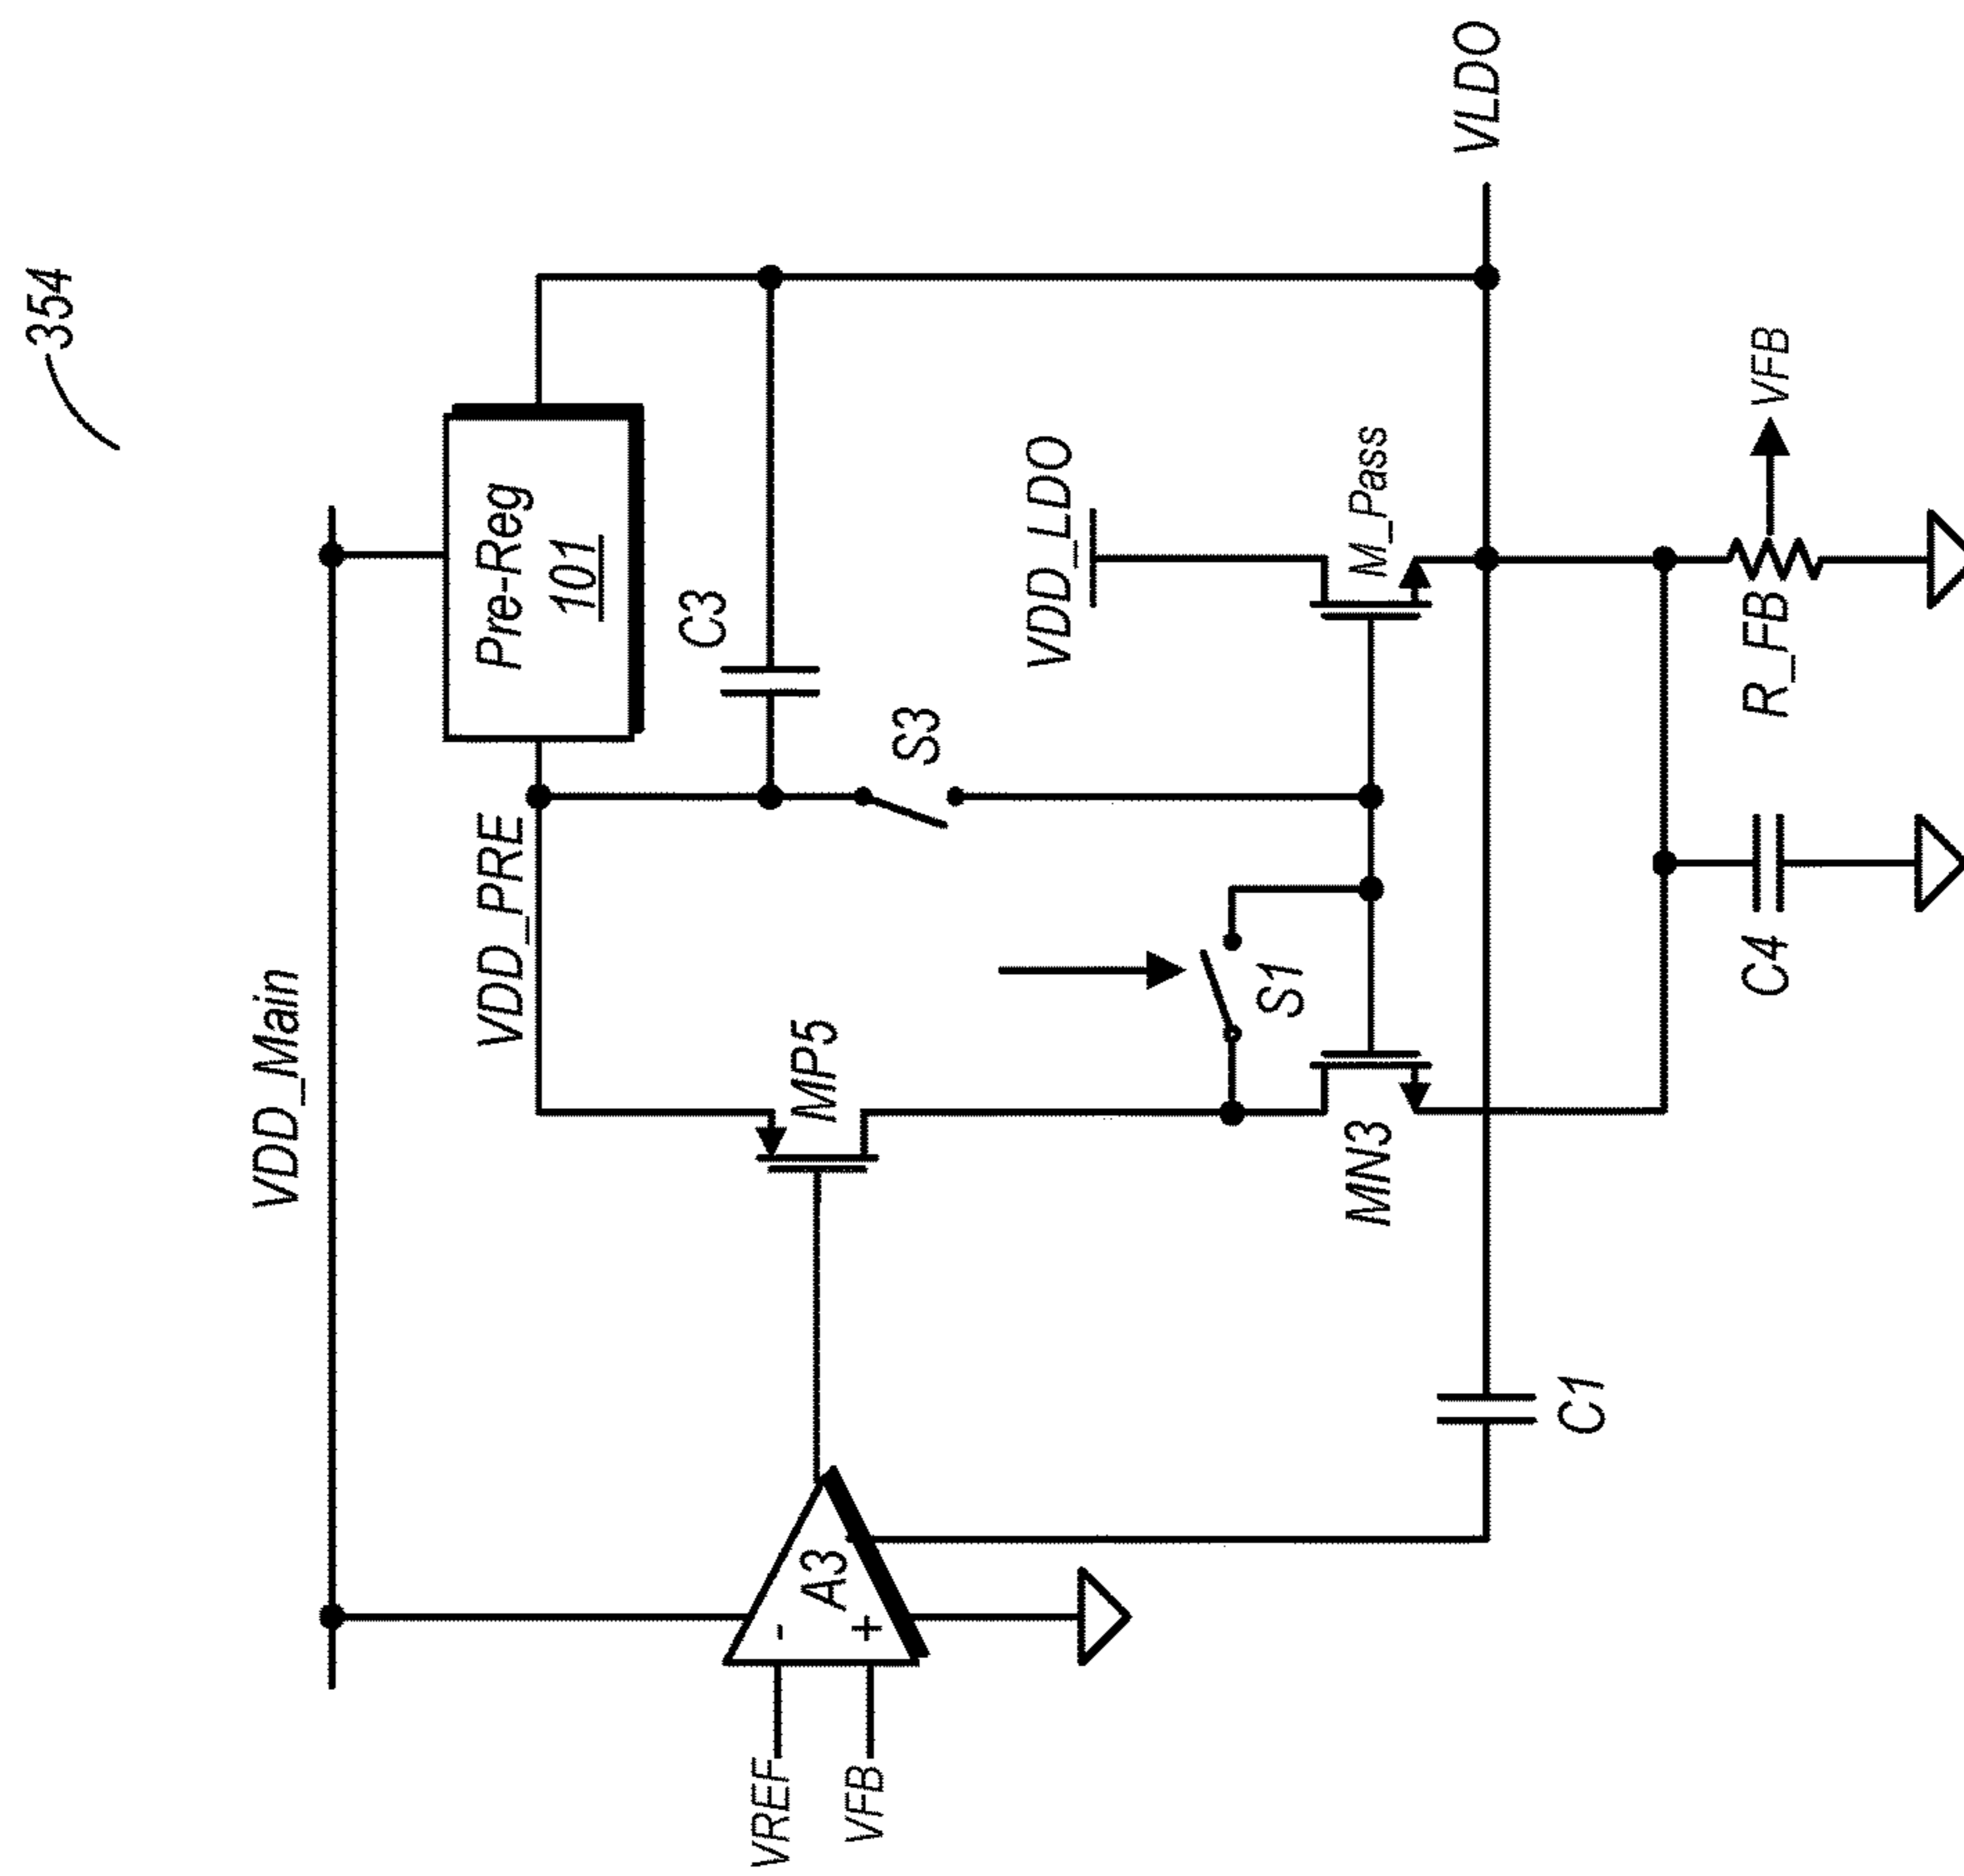 354
VDD_Main
Pre-Reg
101
VDD_PRE
C3
MP5
S3
A3
-
+
VREF
VFB
VDD_LDO
S1
M_Pass
MN3
VLDO
C1
VFB
R_FB
C4